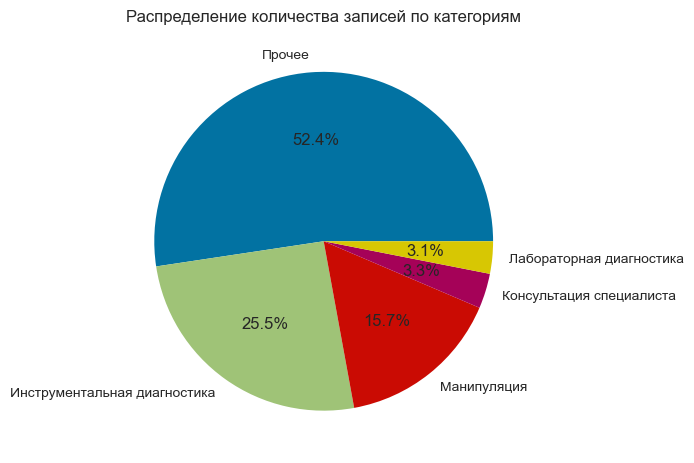 Распределение количества записей по категориям
Прочее
52.4%
3.1%
Лабораторная диагностика
3.3%
Консультация специалиста
25.5%
15.7%
Инструментальная диагностика
Манипуляция